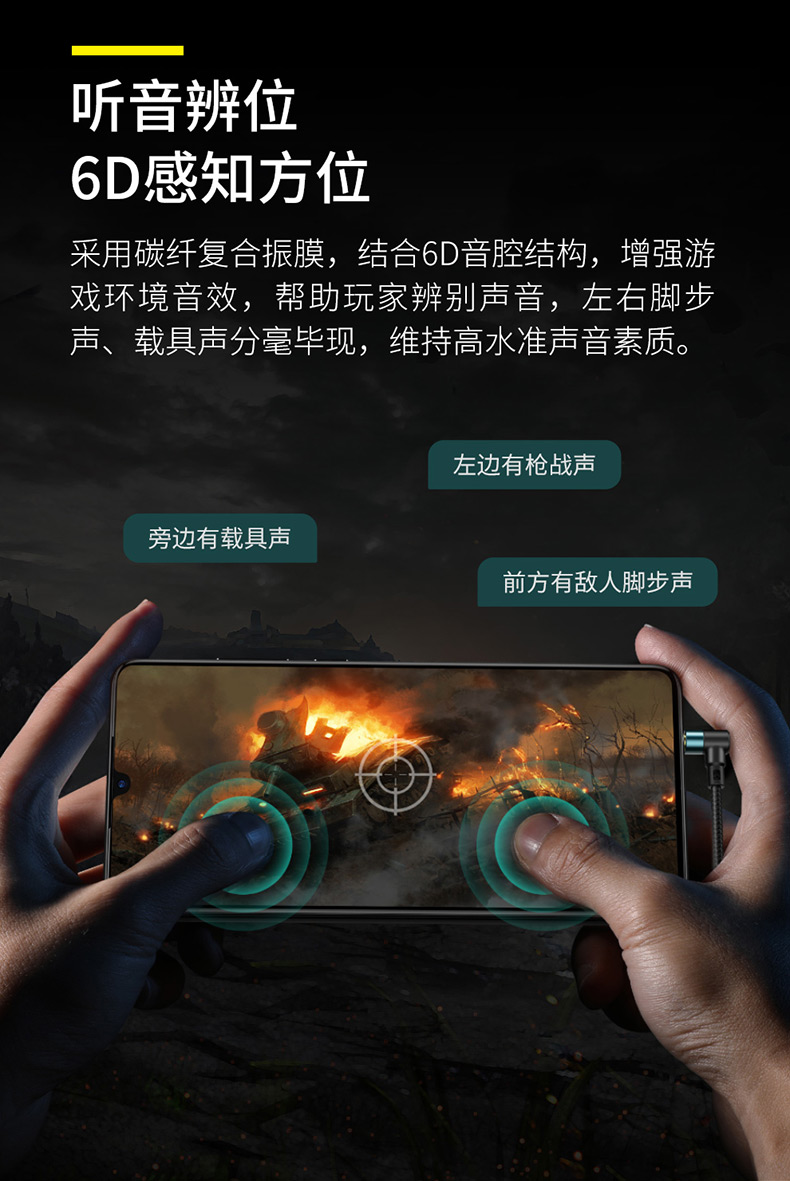 听音辨位
6D感知方位
采用碳纤复合振膜，结合6D音腔结构，增强游
戏环境音效，帮助玩家辨别声音，左右脚步
声、载具声分毫毕现，维持高水准声音素质。
左边有枪战声
旁边有载具声
前方有敌人脚步声